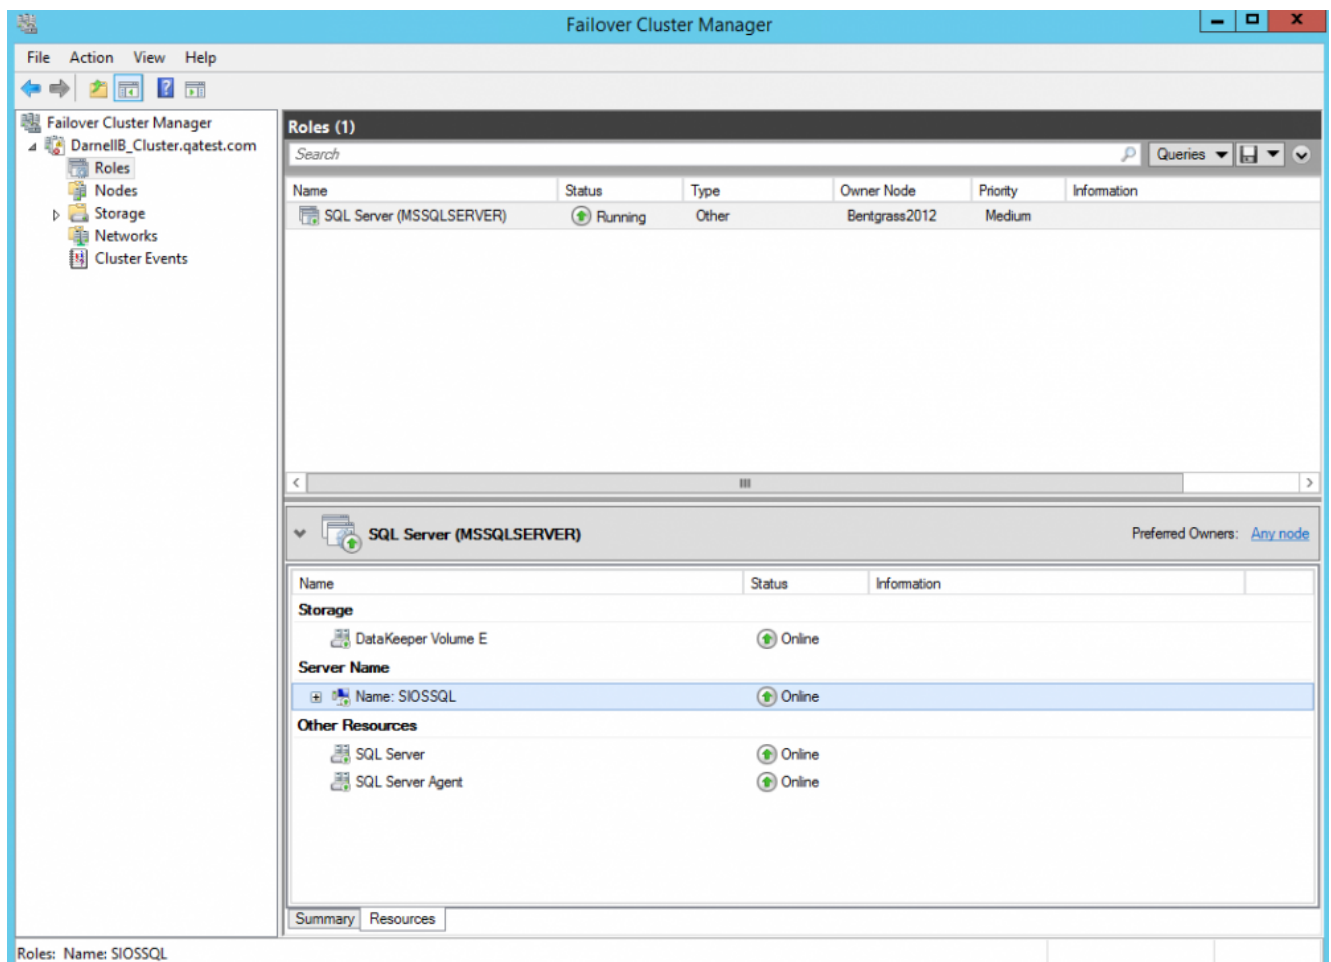 Failover Cluster Manager
File Action View Help
Failover Cluster Manager
DarnellB_Cluster.qatest.com
Roles
Nodes
Storage
Networks
Cluster Events
Roles (1)
Search
Queries
Name Status Type Owner Node Priority Information
SQL Server (MSSQLSERVER) Running Other Bentgrass2012 Medium
SQL Server (MSSQLSERVER) Preferred Owners: Any node
Name Status Information
Storage
DataKeeper Volume E Online
Server Name
Name: SIOSSQL Online
Other Resources
SQL Server Online
SQL Server Agent Online
Summary Resources
Roles: Name: SIOSSQL